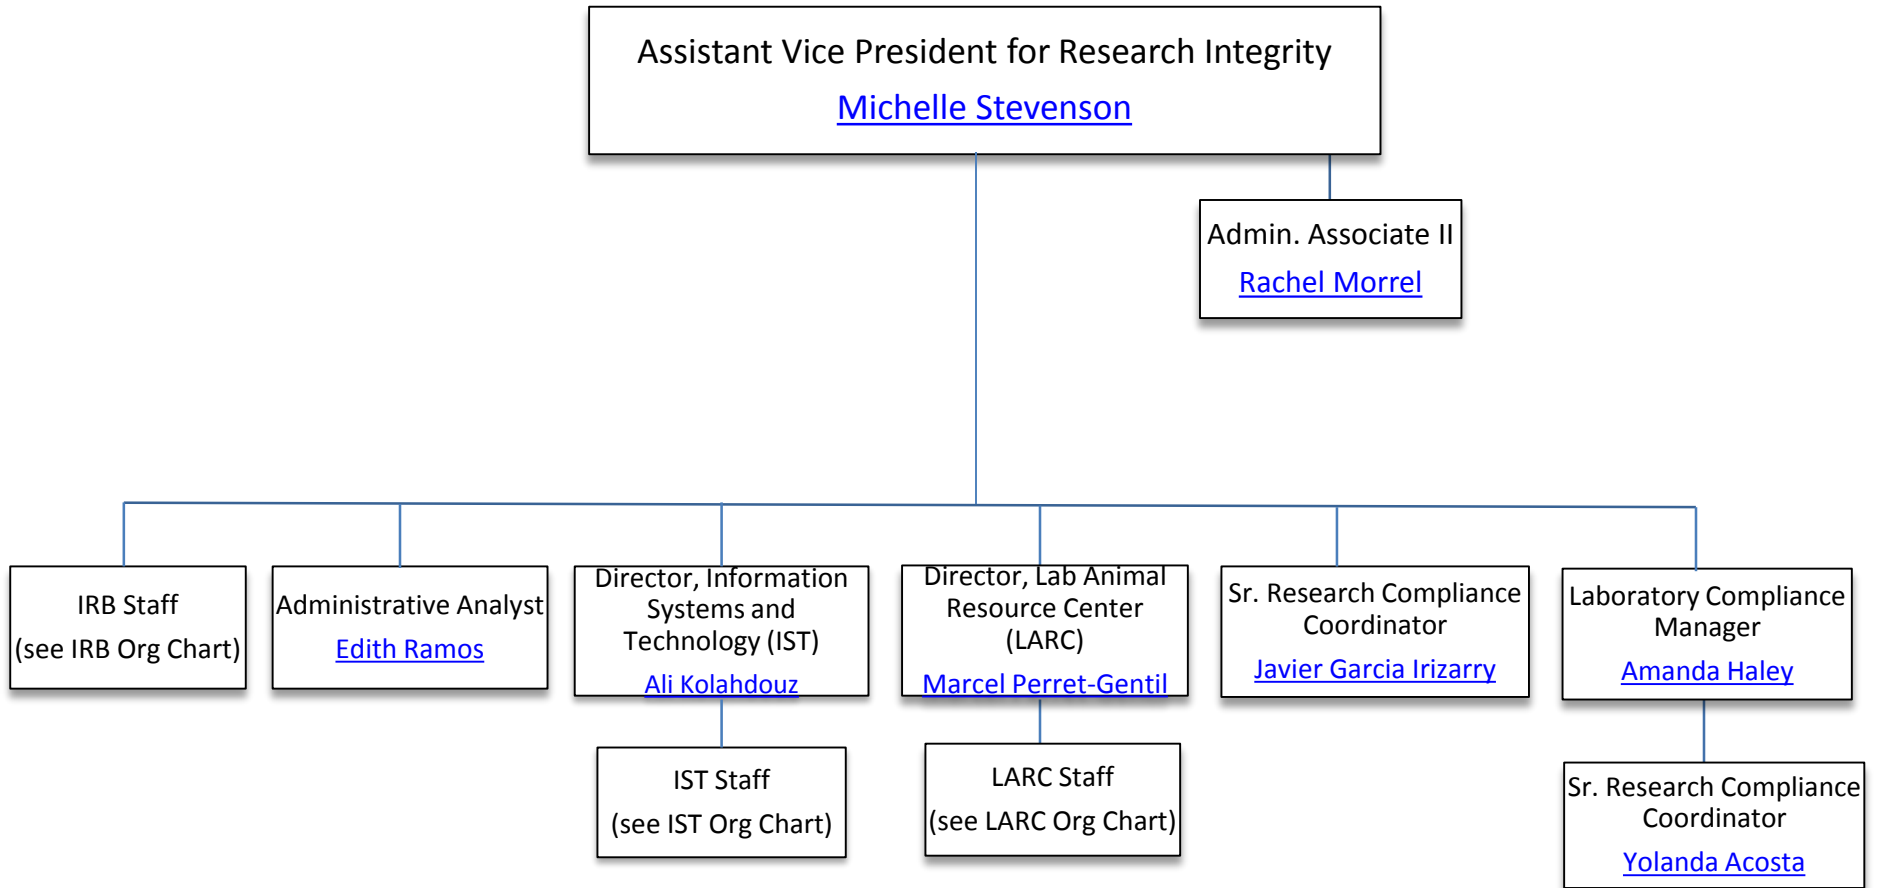 Assistant Vice President for Research Integrity
Michelle Stevenson
Admin. Associate II
Rachel Morrel
IRB Staff
(see IRB Org Chart)
Administrative Analyst
Edith Ramos
Director, Information
Systems and
Technology (IST)
Ali Kolahdouz
Director, Lab Animal
Resource Center
(LARC)
Marcel Perret-Gentil
Sr. Research Compliance
Coordinator
Javier Garcia Irizarry
Laboratory Compliance
Manager
Amanda Haley
IST Staff
(see IST Org Chart)
LARC Staff
(see LARC Org Chart)
Sr. Research Compliance
Coordinator
Yolanda Acosta